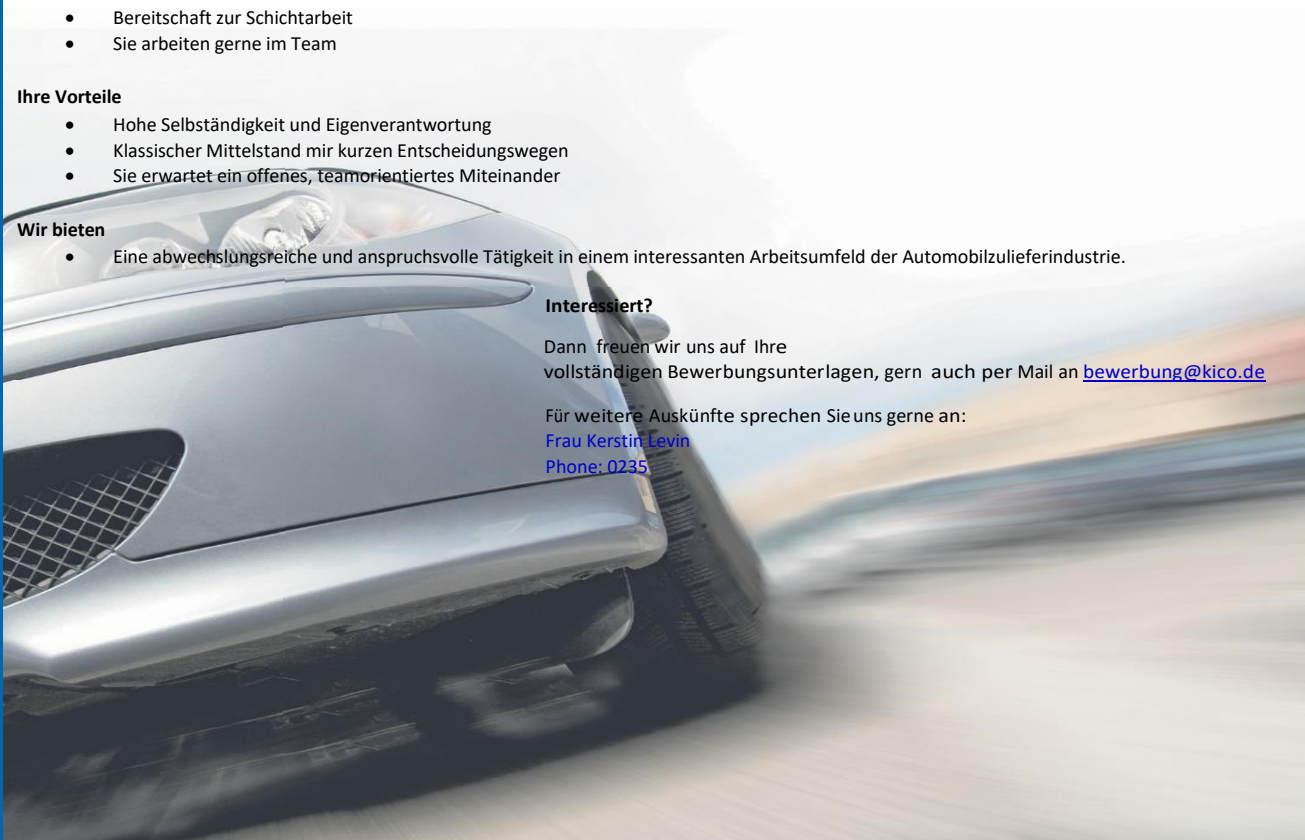 • Bereitschaft zur Schichtarbeit
• Sie arbeiten gerne im Team
Ihre Vorteile
• Hohe Selbständigkeit und Eigenverantwortung
• Klassischer Mittelstand mir kurzen Entscheidungswegen
• Sie erwartet ein offenes, teamorientiertes Miteinander
Wir bieten
• Eine abwechslungsreiche und anspruchsvolle Tätigkeit in einem interessanten Arbeitsumfeld der Automobilzulieferindustrie.
Interessiert?
Dann freuen wir uns auf Ihre
vollständigen Bewerbungsunterlagen, gern auch per Mail an bewerbung@kico.de
Für weitere Auskünfte sprechen Sie uns gerne an:
Frau Kerstin Levin
Phone: 0235